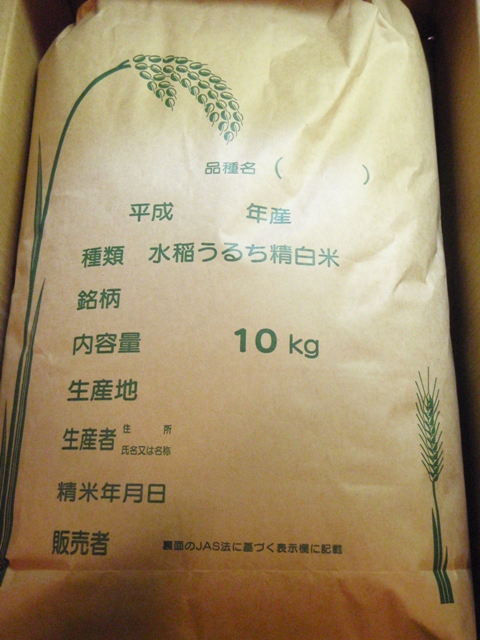 品種名 (　　　)
平成　　　年産
種類　水稲うるち精白米
銘柄
内容量　　10 kg
生産地
生産者 住　所
氏名又は名称
精米年月日
販売者　裏面のJAS法に基づく表示欄に記載